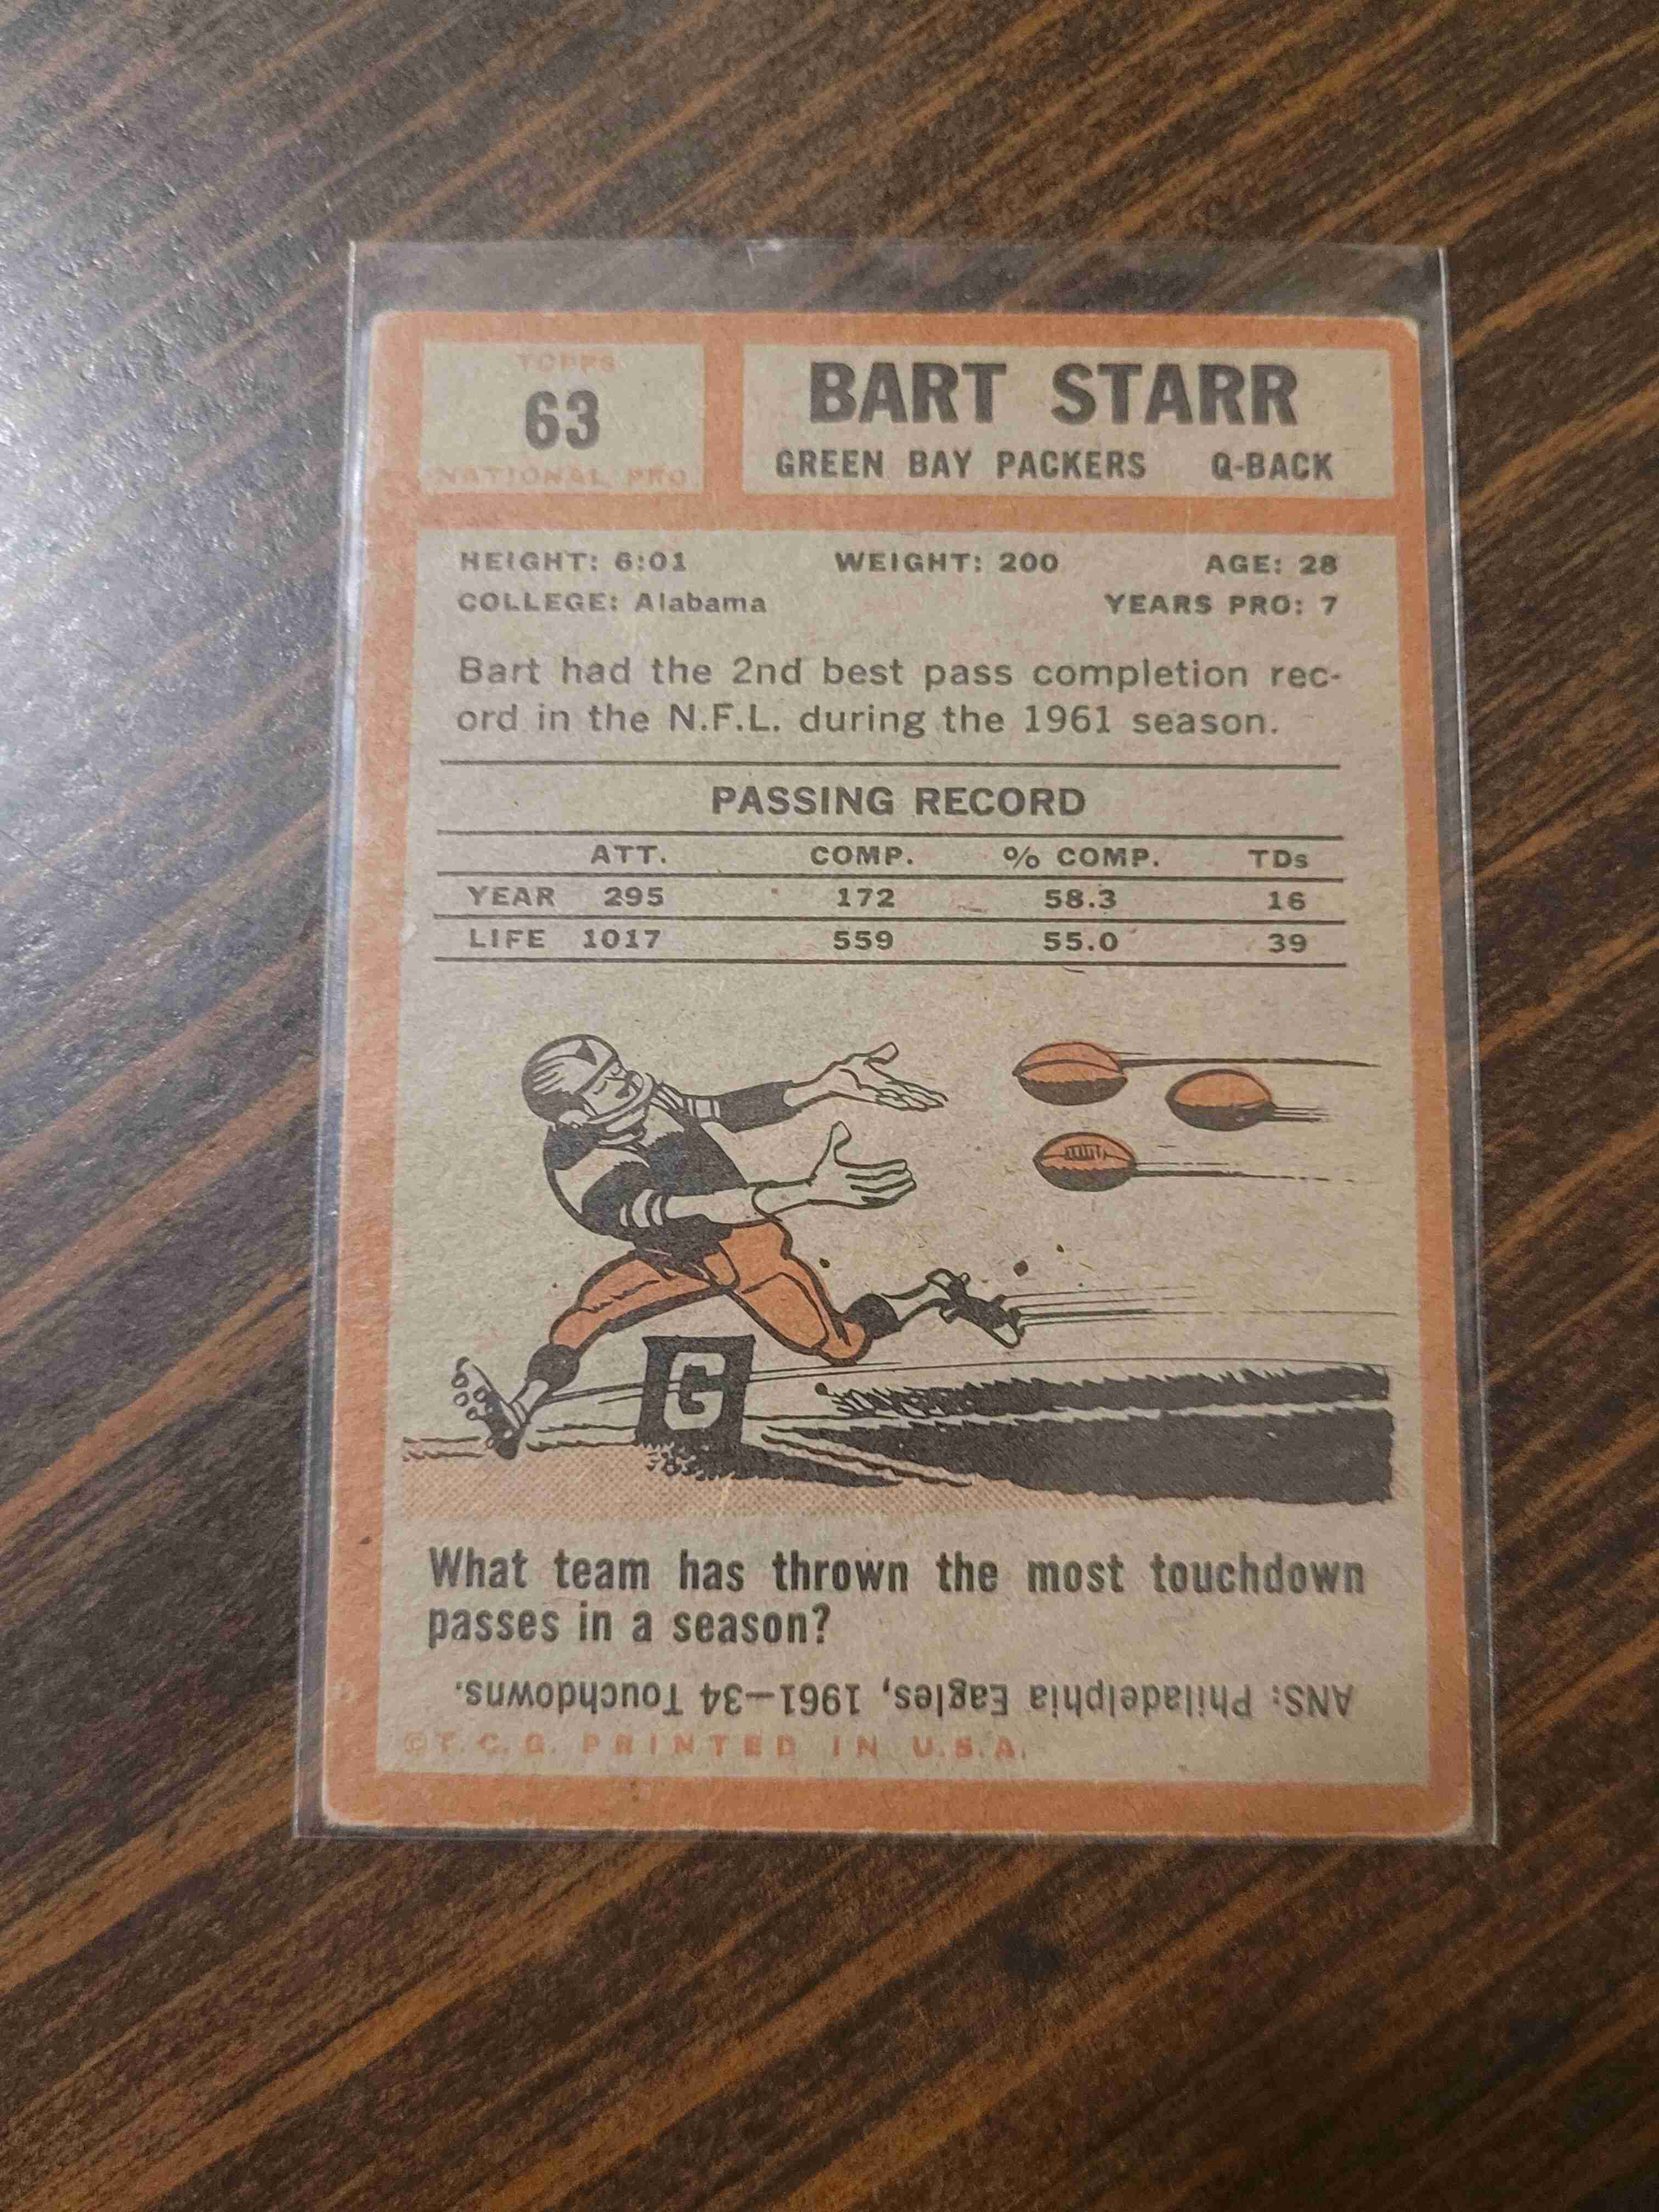 TOPPS
63
NATIONAL PRO
BART STARR
GREEN BAY PACKERS Q-BACK
HEIGHT: 6:01 WEIGHT: 200 AGE: 28
COLLEGE: Alabama YEARS PRO: 7
Bart had the 2nd best pass completion rec-
ord in the N.F.L. during the 1961 season.
PASSING RECORD
ATT. COMP. % COMP. TDs
YEAR 295 172 58.3 16
LIFE 1017 559 55.0 39
G
What team has thrown the most touchdown
passes in a season?
ANS: Philadelphia Eagles, 1961—34 Touchdowns.
©T. C. G. PRINTED IN U.S.A.